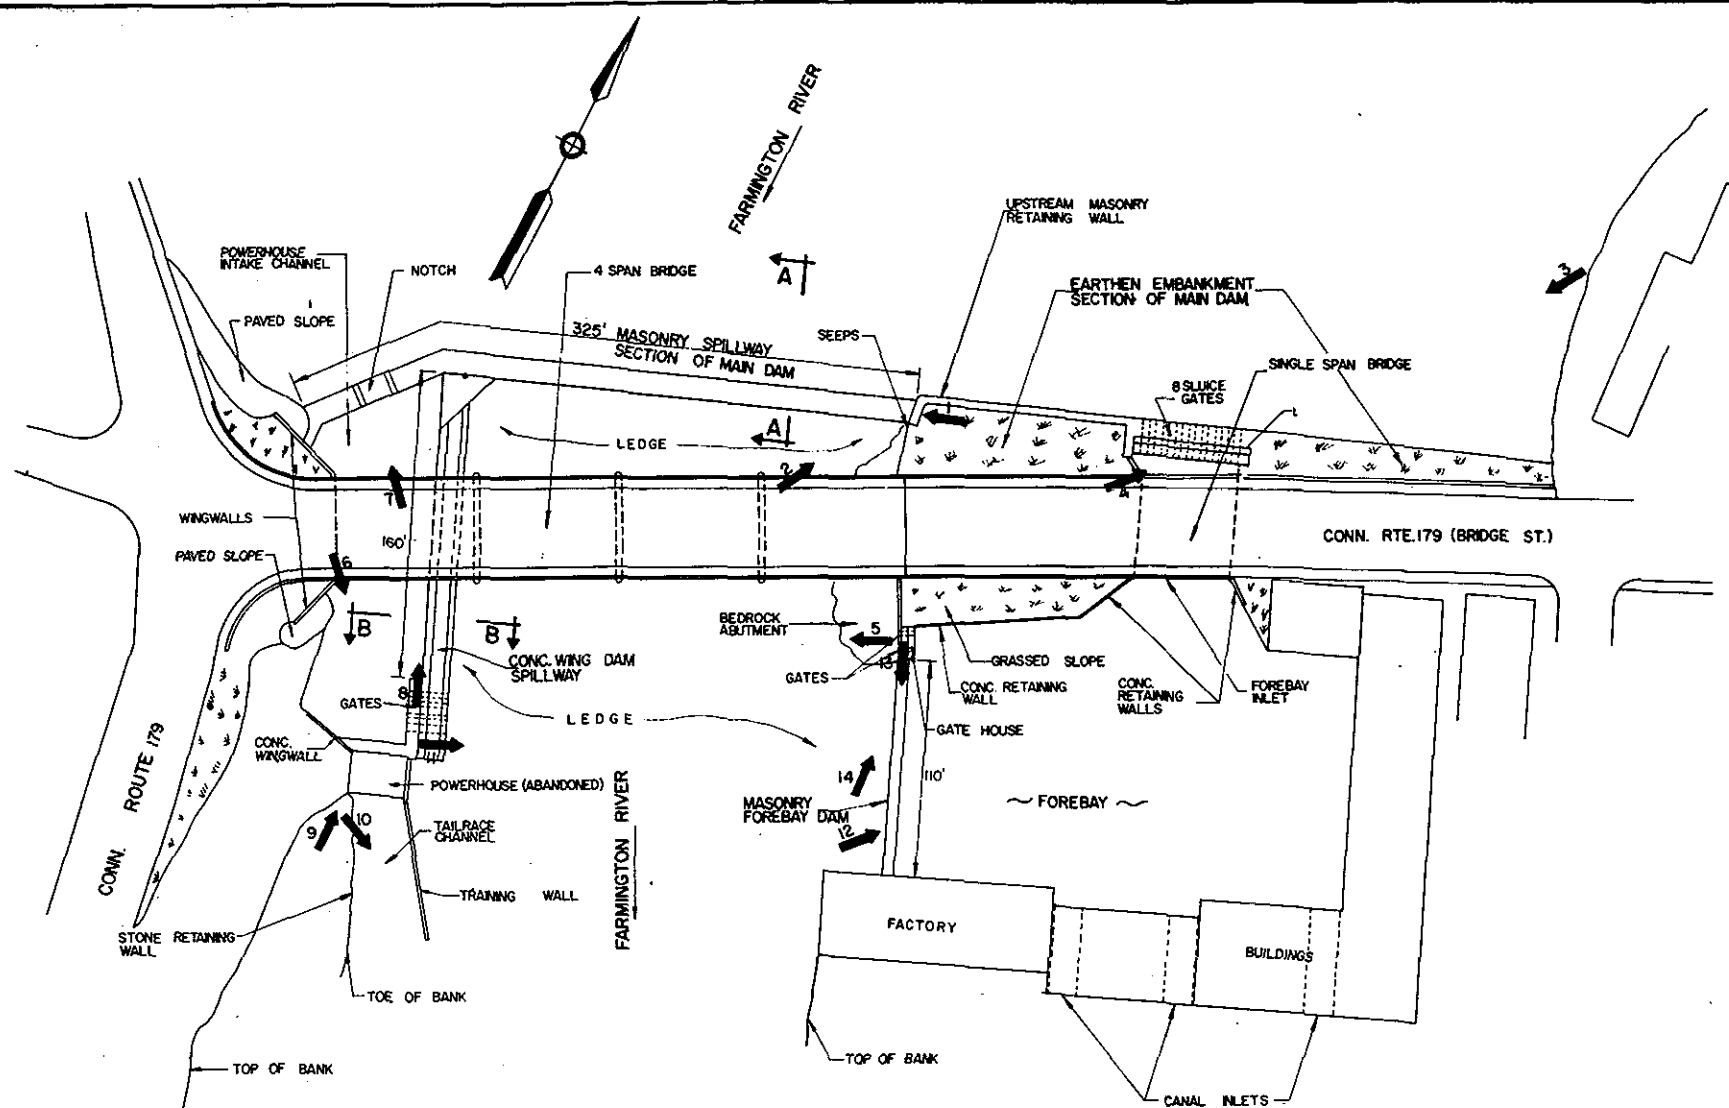 FARMINGTON RIVER
UPSTREAM MASONRY
RETAINING WALL
POWERHOUSE
INTAKE CHANNEL
NOTCH
4 SPAN BRIDGE
A
EARTHEN EMBANKMENT
SECTION OF MAIN DAM
3
PAVED SLOPE
325' MASONRY SPILLWAY
SECTION OF MAIN DAM
SEEPS
SINGLE SPAN BRIDGE
8 SLUICE
GATES
1
A
LEDGE
2
4
7
WINGWALLS
160'
CONN. RTE. 179 (BRIDGE ST.)
PAVED SLOPE
6
B
B
BEDROCK
ABUTMENT
5
CONC. WING DAM
SPILLWAY
GATES
13
GRASSED SLOPE
CONC. RETAINING
WALL
CONC.
RETAINING
WALLS
FOREBAY
INLET
8
GATES
LEDGE
GATE HOUSE
CONN. ROUTE 179
CONC.
WINGWALL
POWERHOUSE (ABANDONED)
14
110'
MASONRY
FOREBAY DAM
FOREBAY
9
10
TAILRACE
CHANNEL
12
FARMINGTON RIVER
TRAINING WALL
STONE RETAINING
WALL
FACTORY
BUILDINGS
TOE OF BANK
TOP OF BANK
TOP OF BANK
CANAL INLETS